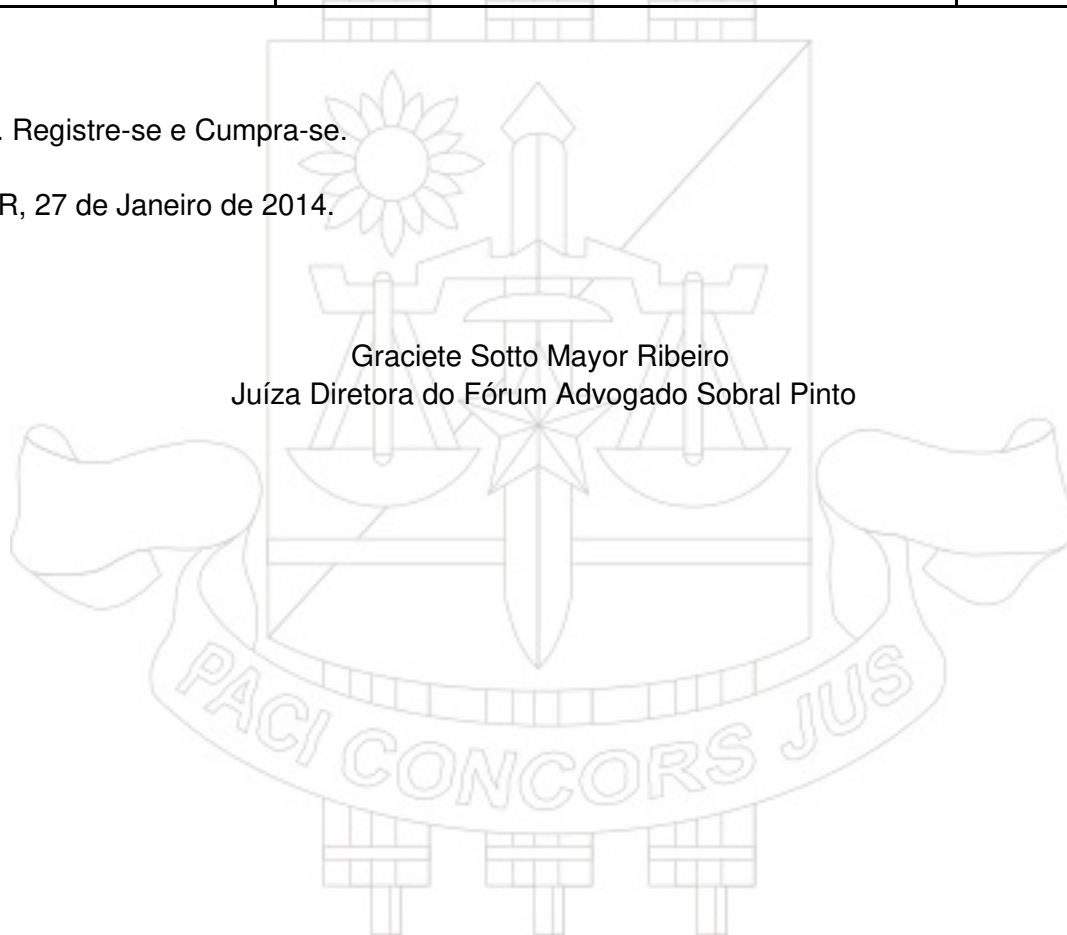 . Registre-se e Cumpra-se.
R, 27 de Janeiro de 2014.
Graciete Sotto Mayor Ribeiro
Juíza Diretora do Fórum Advogado Sobral Pinto
PACI CONCORS JUS